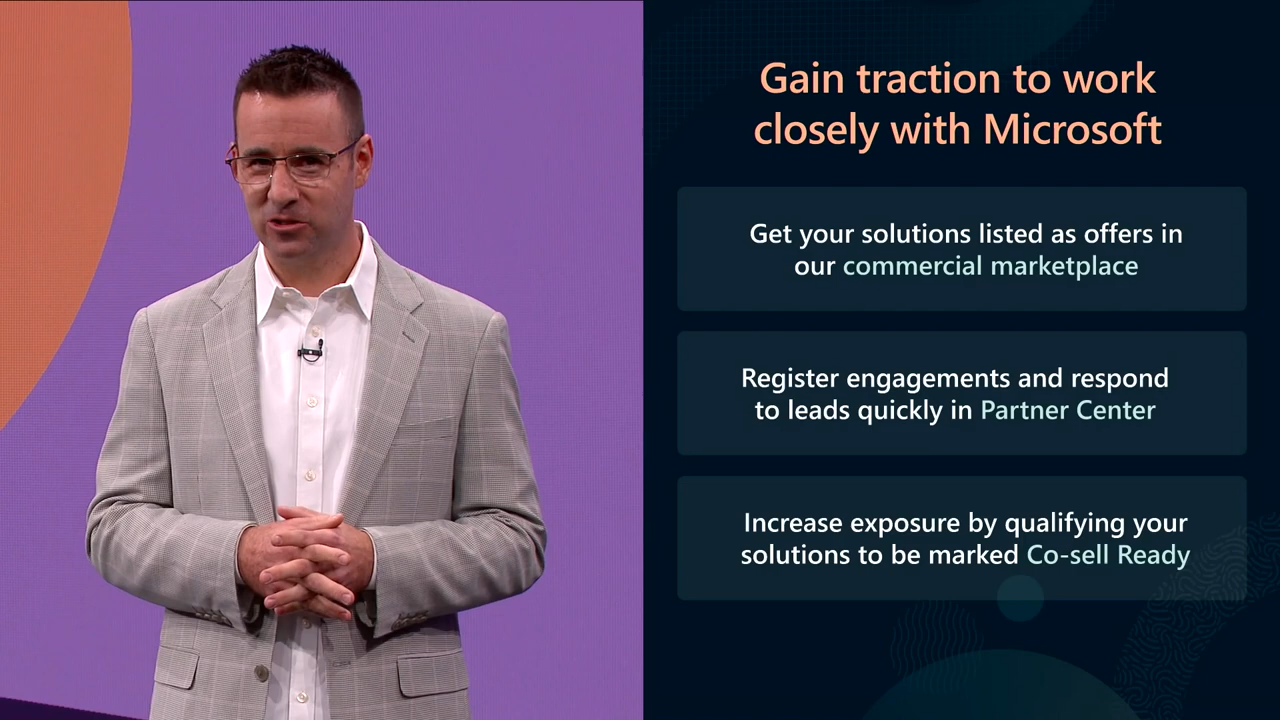 Gain traction to work
closely with Microsoft
Get your solutions listed as offers in
our commercial marketplace
Register engagements and respond
to leads quickly in Partner Center
Increase exposure by qualifying your
solutions to be marked Co-sell Ready